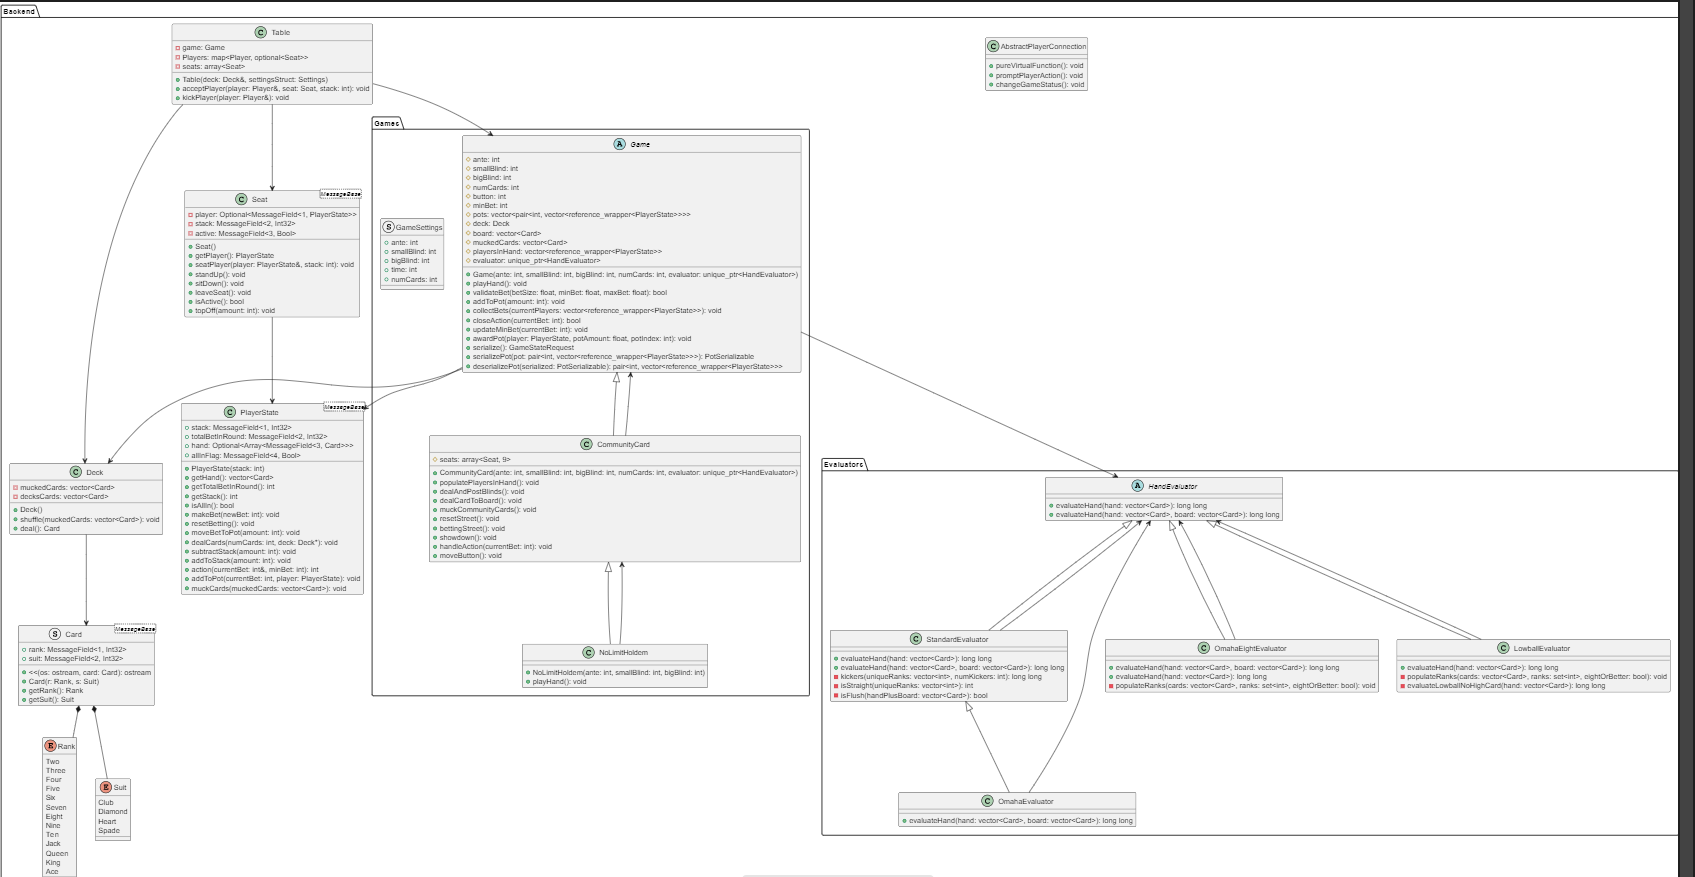 Backend
C Table
game: Game
Players: map<Player, optional<Seat>>
seats: array<Seat>
Table(deck: Deck&, settingsStruct: Settings)
acceptPlayer(player: Player&, seat: Seat, stack: int): void
kickPlayer(player: Player&): void
C AbstractPlayerConnection
pureVirtualFunction(): void
promptPlayerAction(): void
changeGameStatus(): void
Games
A Game
ante: int
smallBlind: int
bigBlind: int
numCards: int
button: int
minBet: int
pots: vector<pair<int, vector<reference_wrapper<PlayerState>>>>
deck: Deck
board: vector<Card>
muckedCards: vector<Card>
playersInHand: vector<reference_wrapper<PlayerState>>
evaluator: unique_ptr<HandEvaluator>
Game(ante: int, smallBlind: int, bigBlind: int, numCards: int, evaluator: unique_ptr<HandEvaluator>)
playHand(): void
validateBet(betSize: float, minBet: float, maxBet: float): bool
addToPot(amount: int): void
collectBets(currentPlayers: vector<reference_wrapper<PlayerState>>): void
closeAction(currentBet: int): bool
updateMinBet(currentBet: int): void
awardPot(player: PlayerState, potAmount: float, potIndex: int): void
serialize(): GameStateRequest
serializePot(pot: pair<int, vector<reference_wrapper<PlayerState>>>): PotSerializable
deserializePot(serialized: PotSerializable): pair<int, vector<reference_wrapper<PlayerState>>>
MessageBase
C Seat
player: Optional<MessageField<1, PlayerState>>
stack: MessageField<2, Int32>
active: MessageField<3, Bool>
Seat()
getPlayer(): PlayerState
seatPlayer(player: PlayerState&, stack: int): void
standUp(): void
sitDown(): void
leaveSeat(): void
isActive(): bool
topOff(amount: int): void
S GameSettings
ante: int
smallBlind: int
bigBlind: int
time: int
numCards: int
MessageBase
C PlayerState
stack: MessageField<1, Int32>
totalBetInRound: MessageField<2, Int32>
hand: Optional<Array<MessageField<3, Card>>>
allInFlag: MessageField<4, Bool>
PlayerState(stack: int)
getHand(): vector<Card>
getTotalBetInRound(): int
getStack(): int
isAllIn(): bool
makeBet(newBet: int): void
resetBetting(): void
moveBetToPot(amount: int): void
dealCards(numCards: int, deck: Deck*): void
subtractStack(amount: int): void
addToStack(amount: int): void
action(currentBet: int&, minBet: int): int
addToPot(currentBet: int, player: PlayerState): void
muckCards(muckedCards: vector<Card>): void
C CommunityCard
seats: array<Seat, 9>
CommunityCard(ante: int, smallBlind: int, bigBlind: int, numCards: int, evaluator: unique_ptr<HandEvaluator>)
populatePlayersInHand(): void
dealAndPostBlinds(): void
dealCardToBoard(): void
muckCommunityCards(): void
resetStreet(): void
bettingStreet(): void
showdown(): void
handleAction(currentBet: int): void
moveButton(): void
C Deck
muckedCards: vector<Card>
decksCards: vector<Card>
Deck()
shuffle(muckedCards: vector<Card>): void
deal(): Card
Evaluators
A HandEvaluator
evaluateHand(hand: vector<Card>): long long
evaluateHand(hand: vector<Card>, board: vector<Card>): long long
MessageBase
S Card
rank: MessageField<1, Int32>
suit: MessageField<2, Int32>
<<(os: ostream, card: Card): ostream
Card(r: Rank, s: Suit)
getRank(): Rank
getSuit(): Suit
C NoLimitHoldem
NoLimitHoldem(ante: int, smallBlind: int, bigBlind: int)
playHand(): void
C StandardEvaluator
evaluateHand(hand: vector<Card>): long long
evaluateHand(hand: vector<Card>, board: vector<Card>): long long
kickers(uniqueRanks: vector<int>, numKickers: int): long long
isStraight(uniqueRanks: vector<int>): int
isFlush(handPlusBoard: vector<Card>): bool
C OmahaEightEvaluator
evaluateHand(hand: vector<Card>, board: vector<Card>): long long
evaluateHand(hand: vector<Card>): long long
populateRanks(cards: vector<Card>, ranks: set<int>, eightOrBetter: bool): void
C LowballEvaluator
evaluateHand(hand: vector<Card>): long long
populateRanks(cards: vector<Card>, ranks: set<int>, eightOrBetter: bool): void
evaluateLowballNoHighCard(hand: vector<Card>): long long
E Rank
Two
Three
Four
Five
Six
Seven
Eight
Nine
Ten
Jack
Queen
King
Ace
E Suit
Club
Diamond
Heart
Spade
C OmahaEvaluator
evaluateHand(hand: vector<Card>, board: vector<Card>): long long